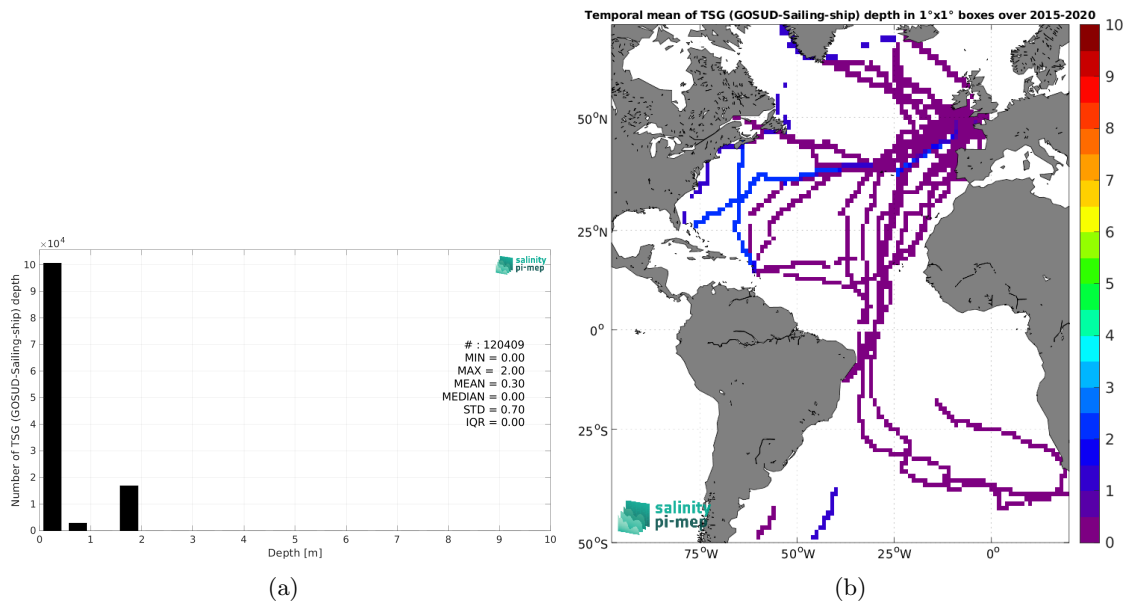 ×10⁴
10
9
8
7
6
5
4
3
2
1
0
Number of TSG (GOSUD-Sailing-ship) depth
salinity
pi-mep
# : 120409
MIN = 0.00
MAX = 2.00
MEAN = 0.30
MEDIAN = 0.00
STD = 0.70
IQR = 0.00
0 1 2 3 4 5 6 7 8 9 10
Depth [m]
(a)
Temporal mean of TSG (GOSUD-Sailing-ship) depth in 1°x1° boxes over 2015-2020
50°N
25°N
0°
25°S
50°S
75°W 50°W 25°W 0°
salinity
pi-mep
10
9
8
7
6
5
4
3
2
1
0
(b)